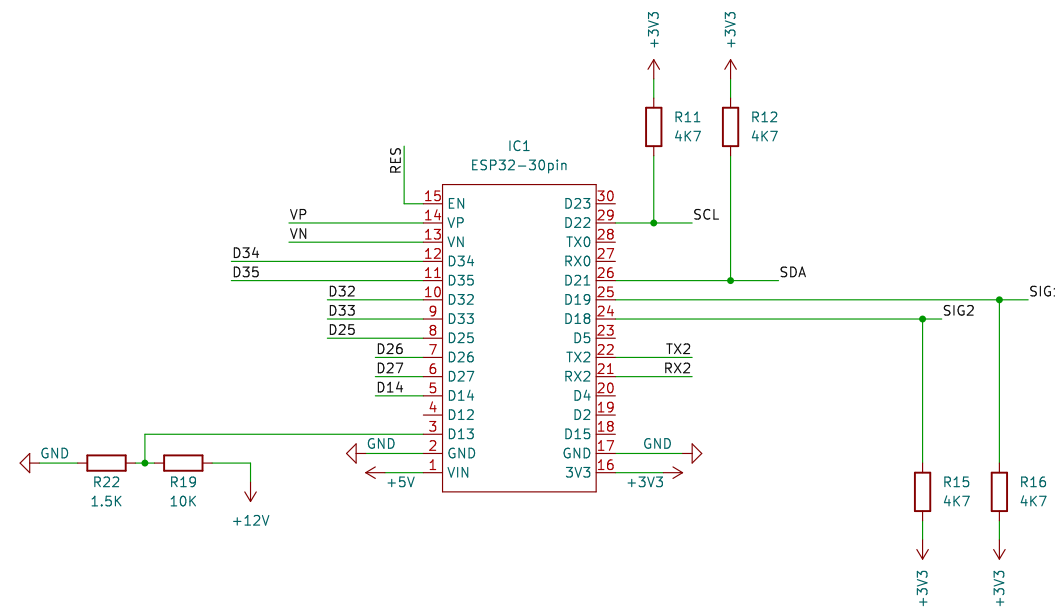 +3V3
+3V3
R11
4K7
R12
4K7
IC1
ESP32-30pin
RES
15
EN
14
VP
VP
13
VN
VN
12
D34
D34
11
D35
D35
10
D32
D32
9
D33
D33
8
D25
D25
7
D26
D26
6
D27
D27
5
D14
D14
4
D12
3
D13
2
GND
GND
1
VIN
+5V
30
D23
29
D22
SCL
28
TX0
27
RX0
26
D21
SDA
25
D19
SIG1
24
D18
SIG2
23
D5
22
TX2
TX2
21
RX2
RX2
20
D4
19
D2
18
D15
17
GND
GND
16
3V3
+3V3
GND
R22
1.5K
R19
10K
+12V
R15
4K7
R16
4K7
+3V3
+3V3